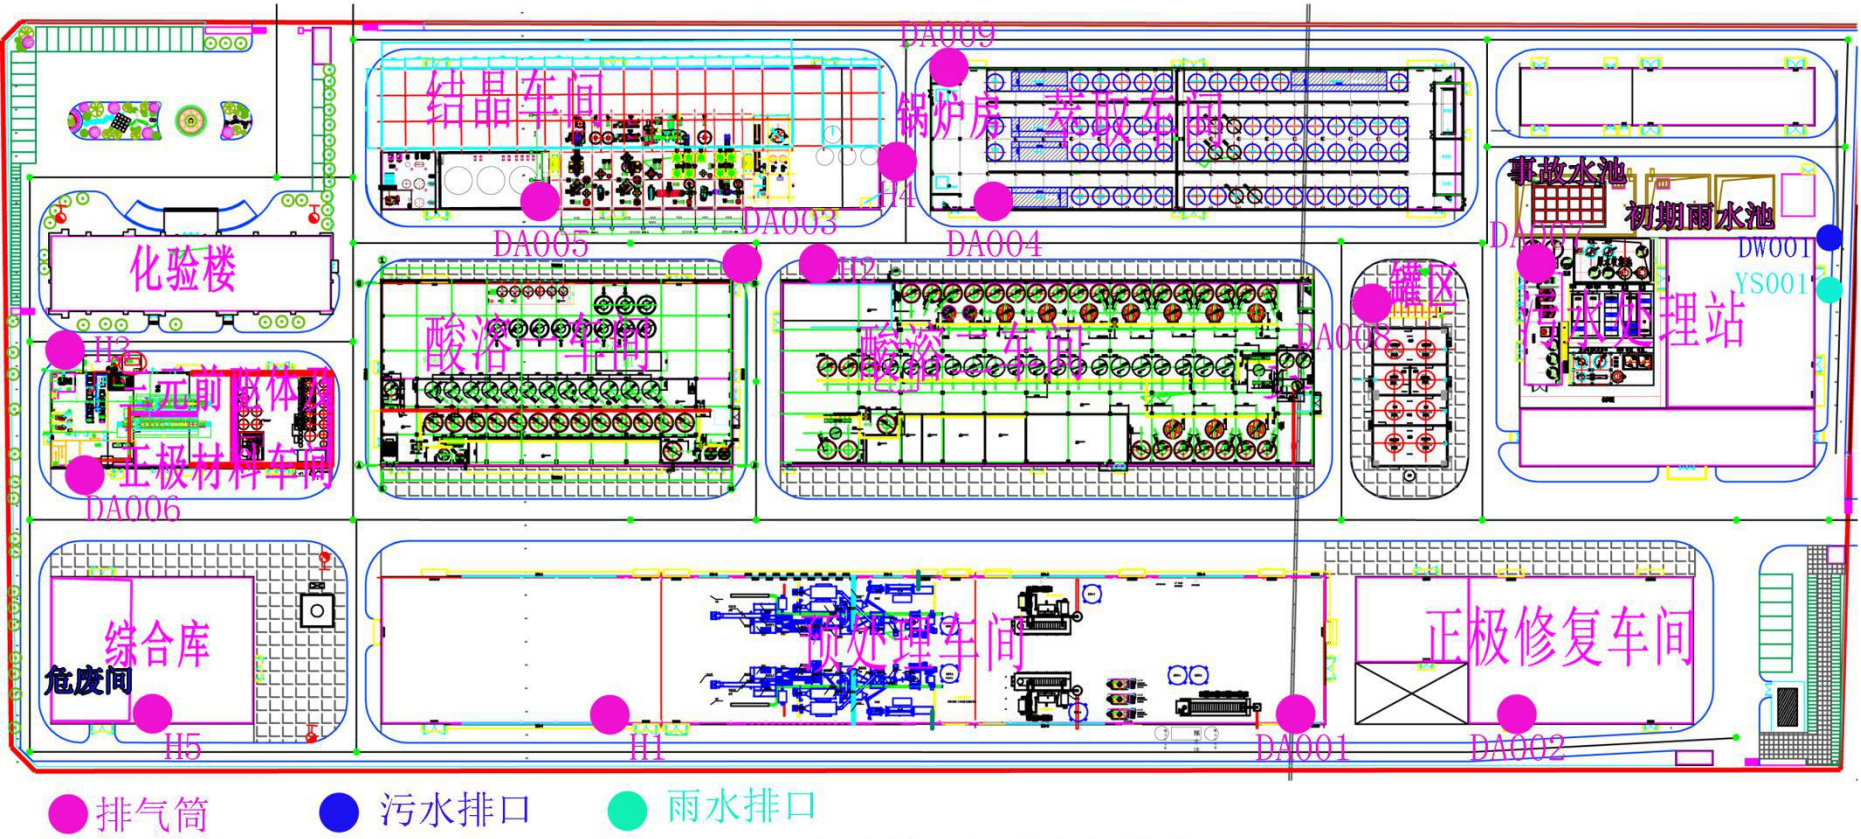 DA009
结晶车间
锅炉房
萃取车间
事故水池
初期雨水池
H4
DA003
DA005
DA004
DA007
DW001
YS001
化验楼
H2
罐区
酸溶一车间
酸溶二车间
DA008
污水处理站
H3
三元前驱体及
正极材料车间
DA006
综合库
危废间
预处理车间
正极修复车间
H5
H1
DA001
DA002
排气筒
污水排口
雨水排口